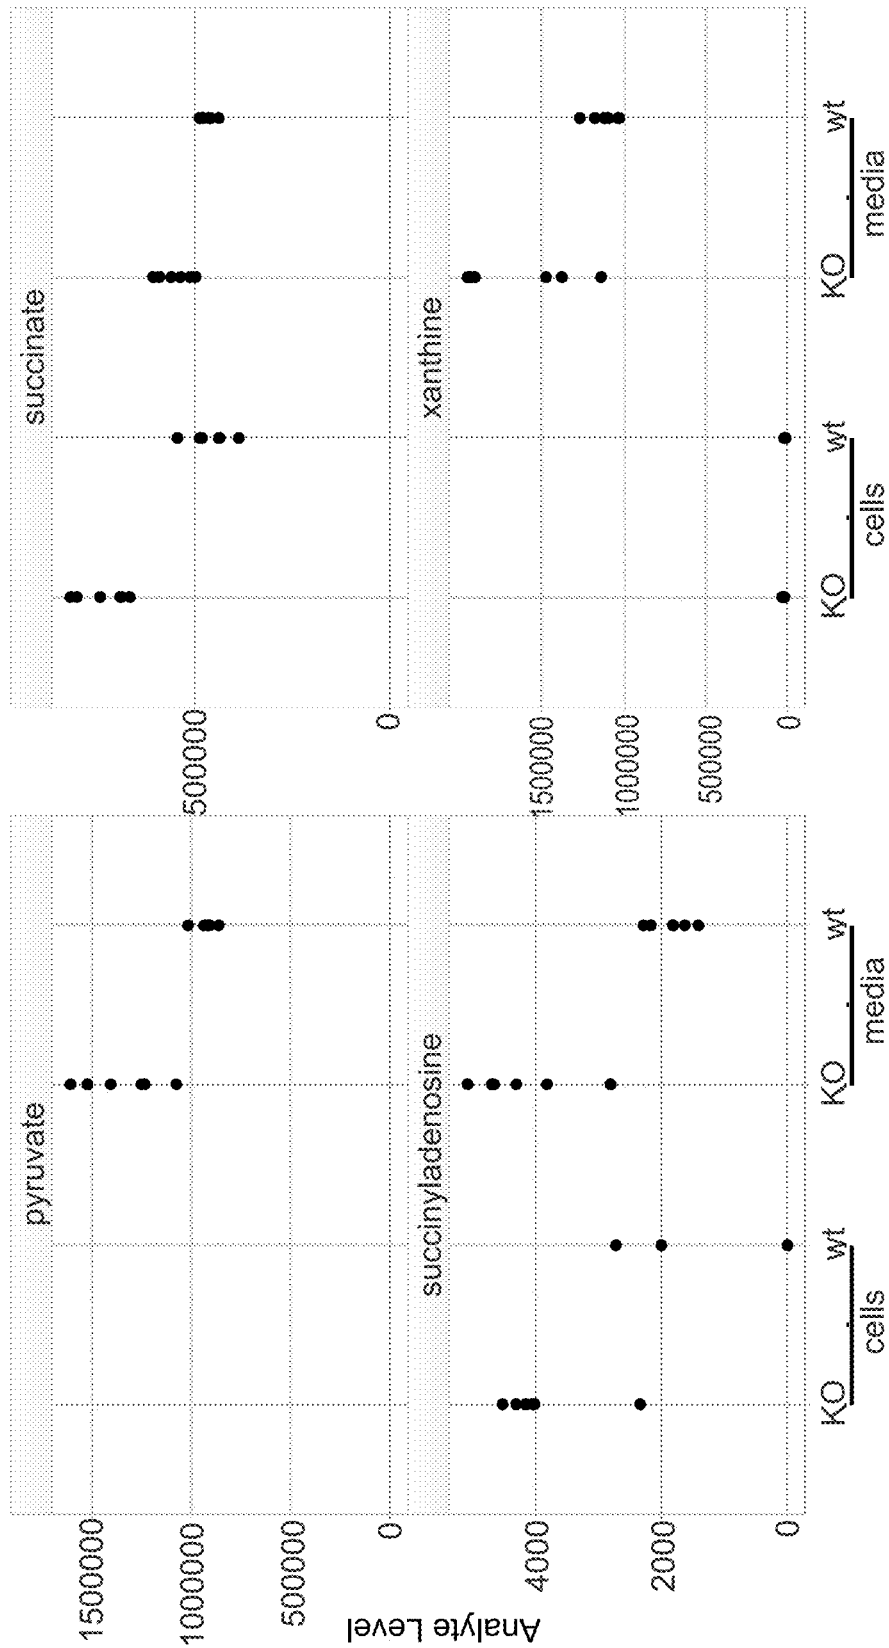 pyruvate
succinate
1500000
1000000
500000
0
500000
0
succinyladenosine
xanthine
4000
2000
0
1500000
1000000
500000
0
Analyte Level
KO wt KO wt
cells media
KO wt KO wt
cells media